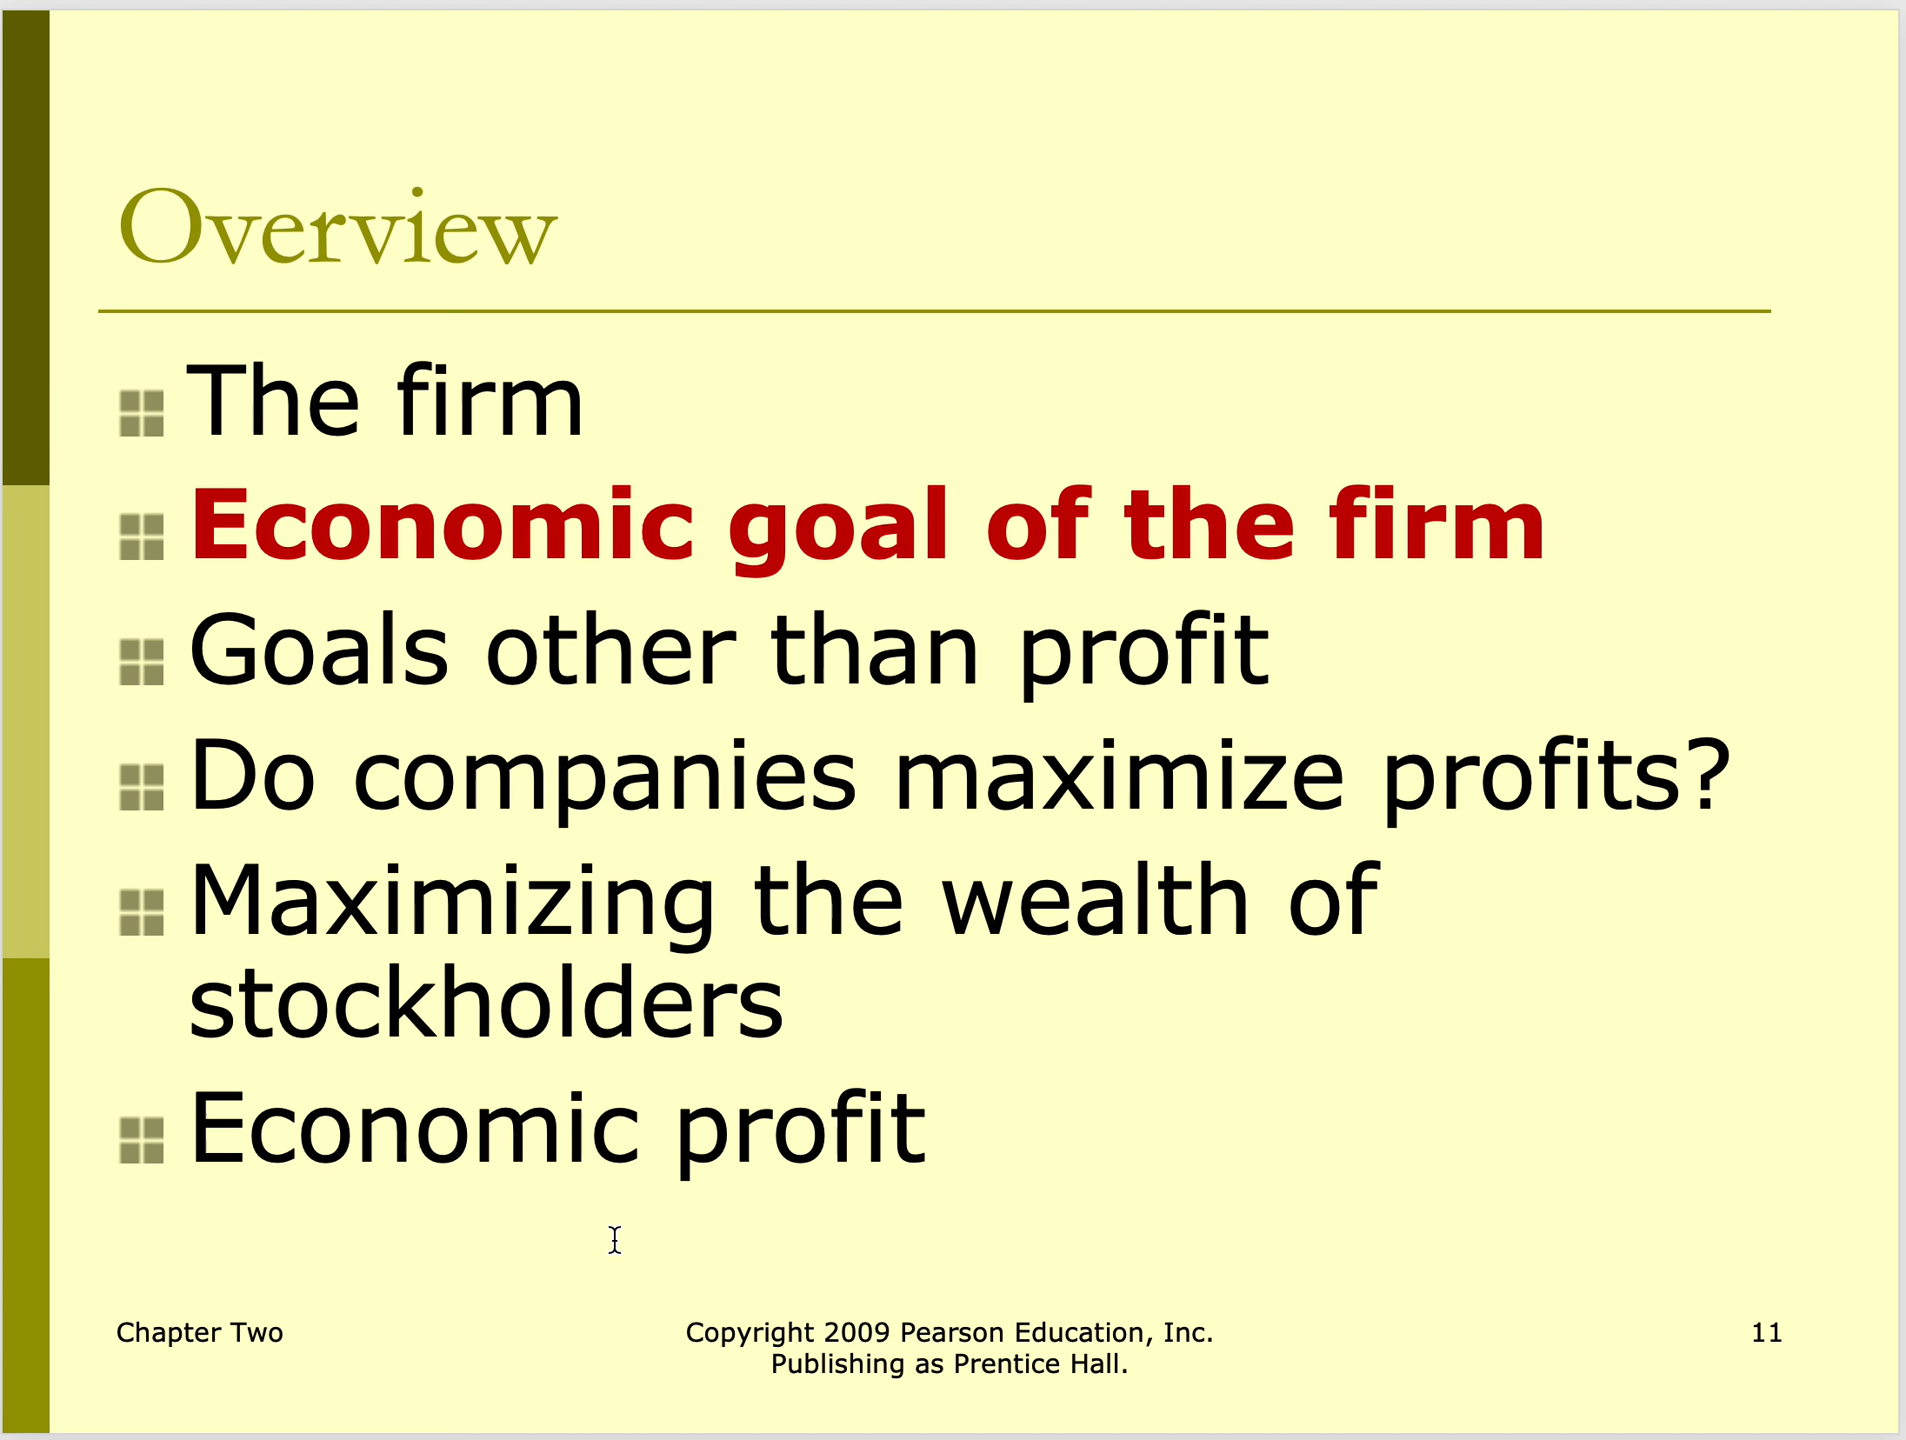 Overview
The firm
Economic goal of the firm
Goals other than profit
Do companies maximize profits?
Maximizing the wealth of
stockholders
Economic profit
Chapter Two
Copyright 2009 Pearson Education, Inc.
Publishing as Prentice Hall.
11